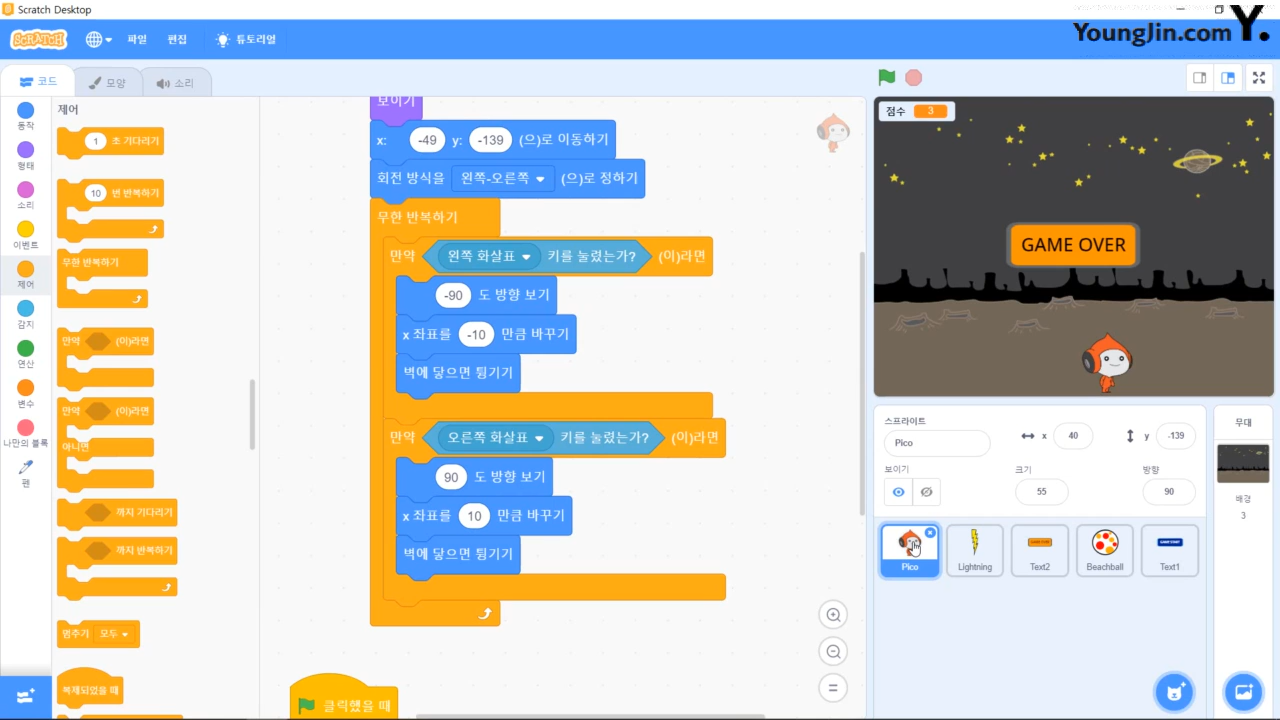 Scratch Desktop
YoungJin.com Y.
SCRATCH
파일
편집
튜토리얼
코드
모양
소리
동작
형태
소리
이벤트
제어
감지
연산
변수
나만의 블록
펜
제어
1 초 기다리기
10 번 반복하기
무한 반복하기
만약 (이)라면
만약 (이)라면
아니면
까지 기다리기
까지 반복하기
멈추기 모두
복제되었을 때
보이기
x: -49 y: -139 (으)로 이동하기
회전 방식을 왼쪽-오른쪽 (으)로 정하기
무한 반복하기
만약 왼쪽 화살표 키를 눌렀는가? (이)라면
-90 도 방향 보기
x 좌표를 -10 만큼 바꾸기
벽에 닿으면 튕기기
만약 오른쪽 화살표 키를 눌렀는가? (이)라면
90 도 방향 보기
x 좌표를 10 만큼 바꾸기
벽에 닿으면 튕기기
클릭했을 때
점수 3
GAME OVER
스프라이트
Pico
x 40
y -139
보이기
크기
55
방향
90
Pico
Lightning
GAME OVER
Text2
Beachball
GAME START
Text1
무대
배경
3